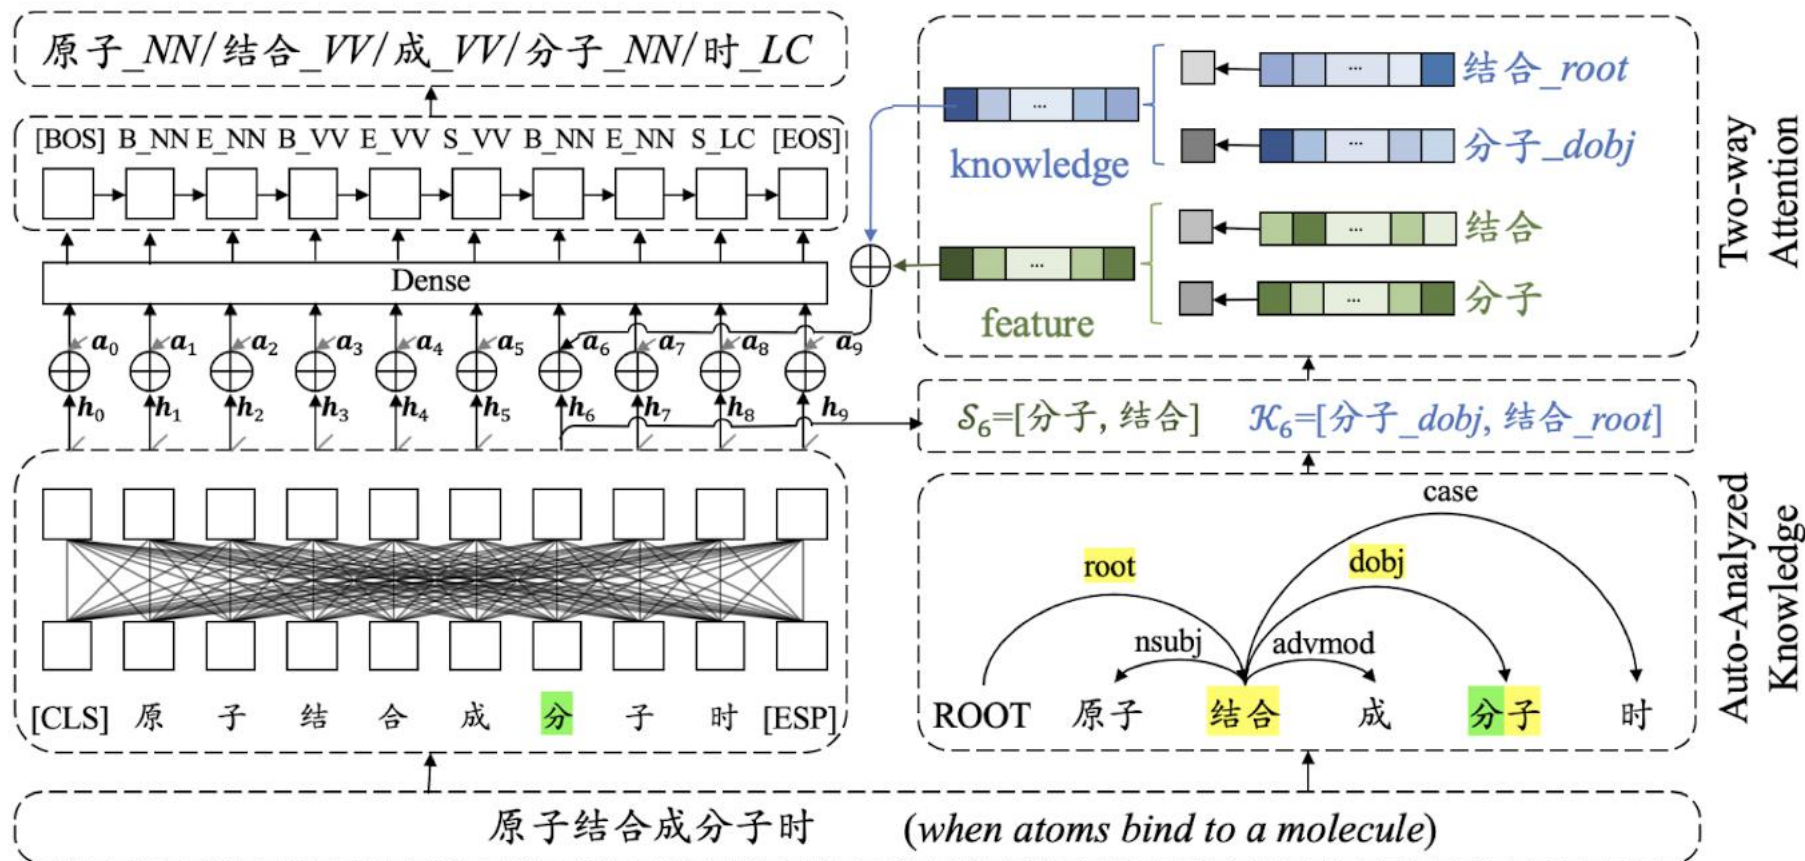 原子_NN/结合_VV/成_VV/分子_NN/时_LC
[BOS] B_NN E_NN B_VV E_VV S_VV B_NN E_NN S_LC [EOS]
Dense
a0 a1 a2 a3 a4 a5 a6 a7 a8 a9
h0 h1 h2 h3 h4 h5 h6 h7 h8 h9
[CLS] 原 子 结 合 成 分 子 时 [ESP]
... ... 结合_root
knowledge
... 分子_dobj
... ... 结合
feature
... 分子
Two-way
Attention
S6=[分子, 结合] K6=[分子_dobj, 结合_root]
case
root dobj
nsubj advmod
ROOT 原子 结合 成 分子 时
Auto-Analyzed
Knowledge
原子结合成分子时 (when atoms bind to a molecule)